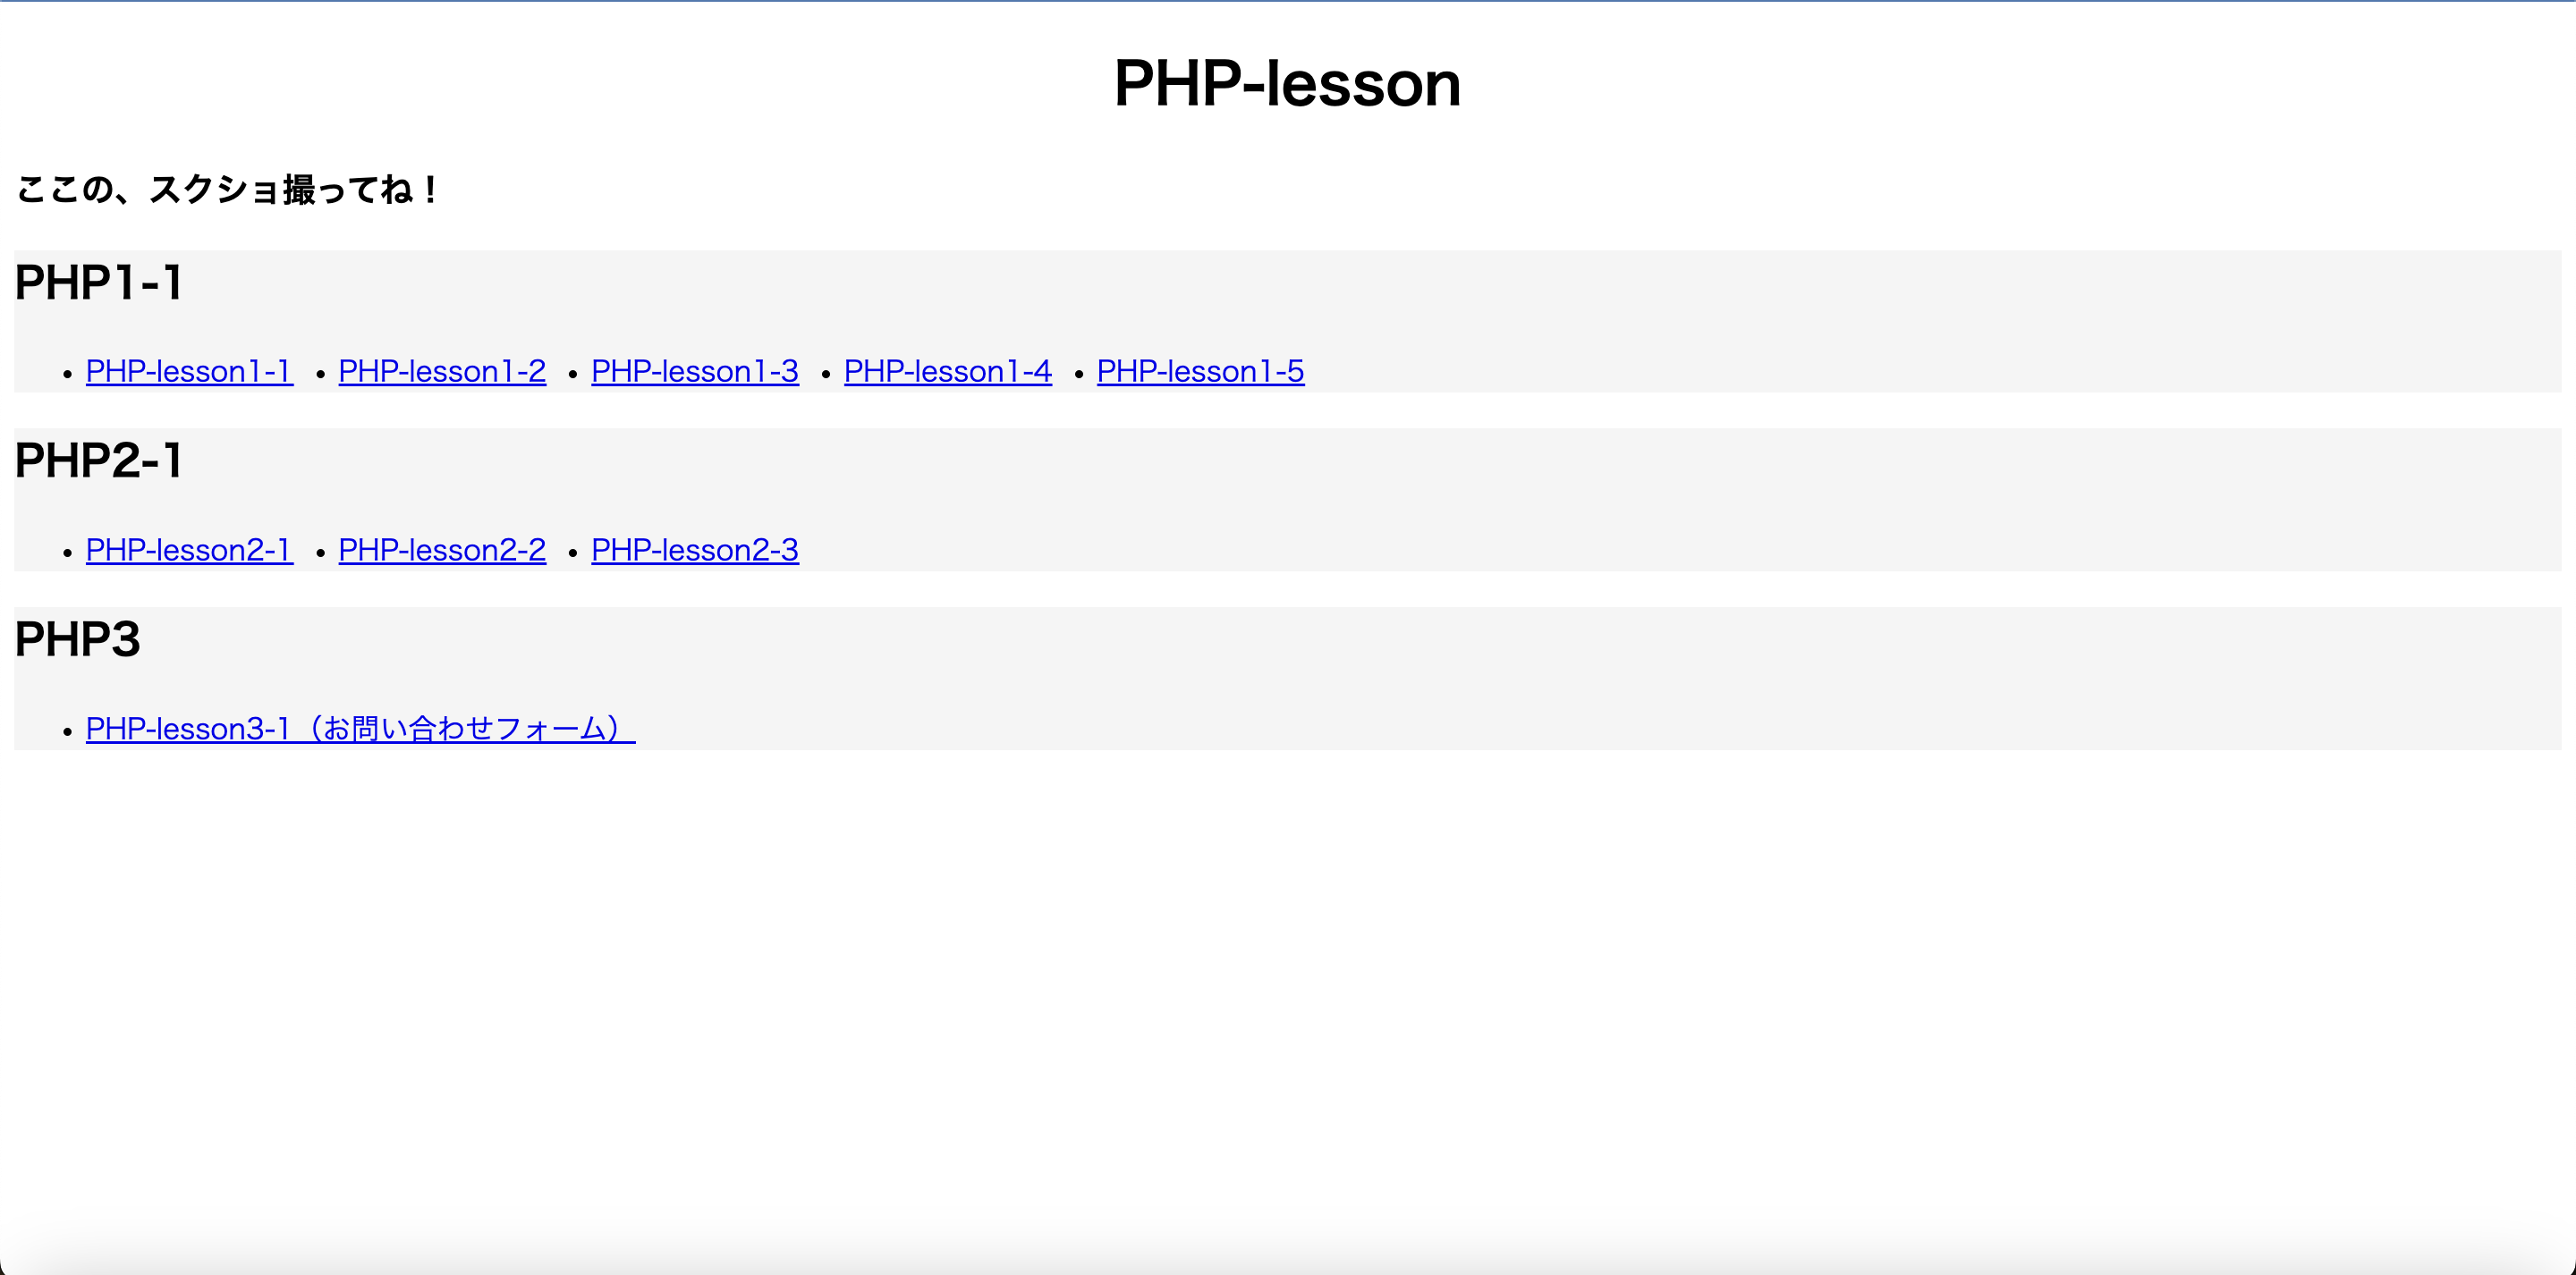 PHP-lesson
ここの、スクショ撮ってね！
PHP1-1
• PHP-lesson1-1 • PHP-lesson1-2 • PHP-lesson1-3 • PHP-lesson1-4 • PHP-lesson1-5
PHP2-1
• PHP-lesson2-1 • PHP-lesson2-2 • PHP-lesson2-3
PHP3
• PHP-lesson3-1（お問い合わせフォーム）